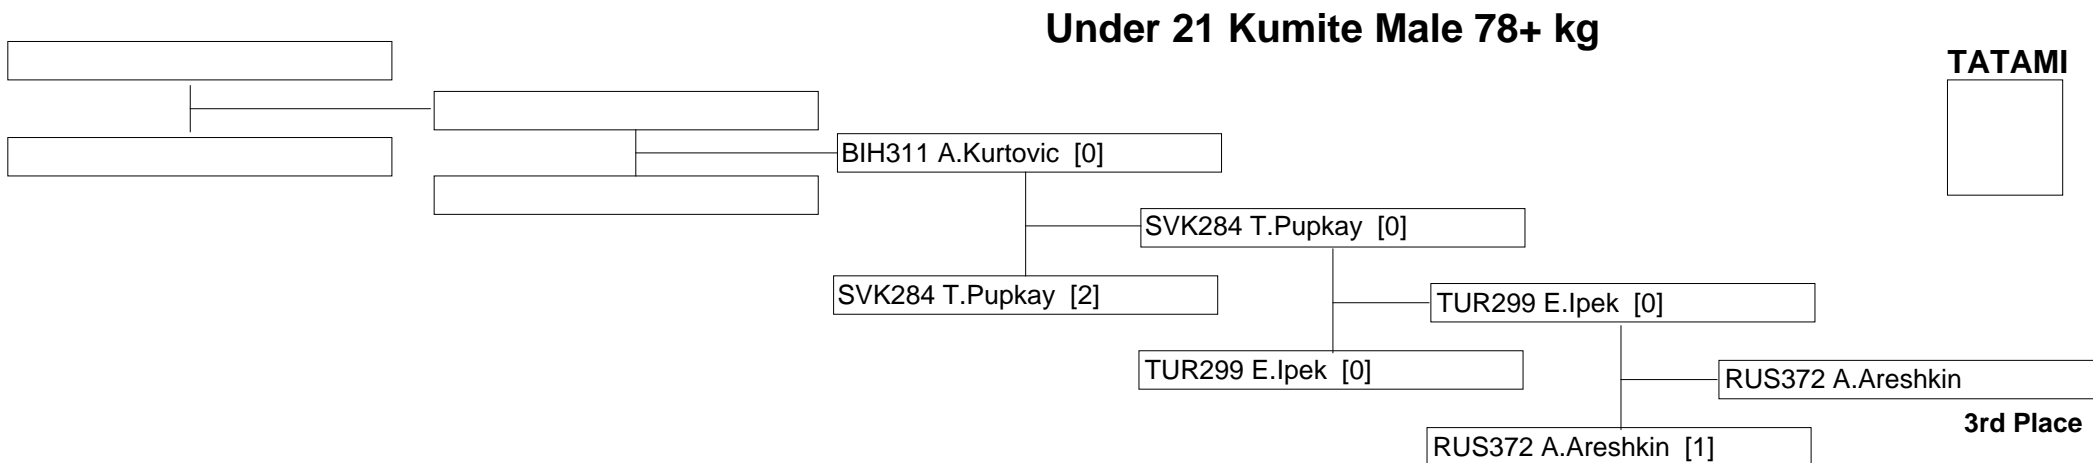 Under 21 Kumite Male 78+ kg
TATAMI
BIH311 A.Kurtovic [0]
SVK284 T.Pupkay [0]
SVK284 T.Pupkay [2]
TUR299 E.Ipek [0]
TUR299 E.Ipek [0]
RUS372 A.Areshkin
3rd Place
RUS372 A.Areshkin [1]